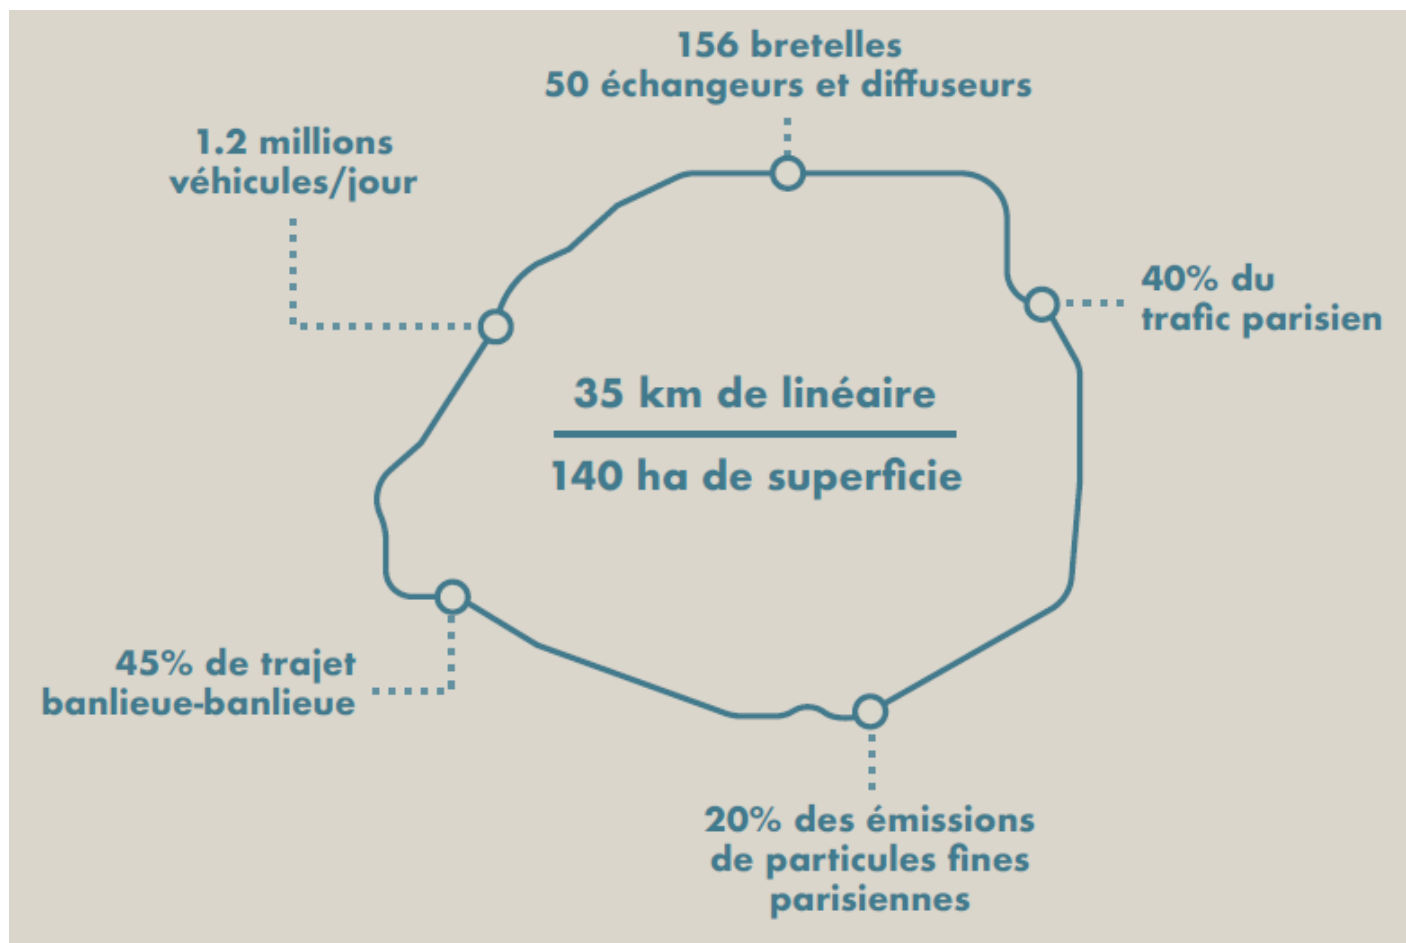 156 bretelles
50 échangeurs et diffuseurs
1.2 millions
véhicules/jour
40% du
trafic parisien
35 km de linéaire
140 ha de superficie
45% de trajet
banlieue-banlieue
20% des émissions
de particules fines
parisiennes